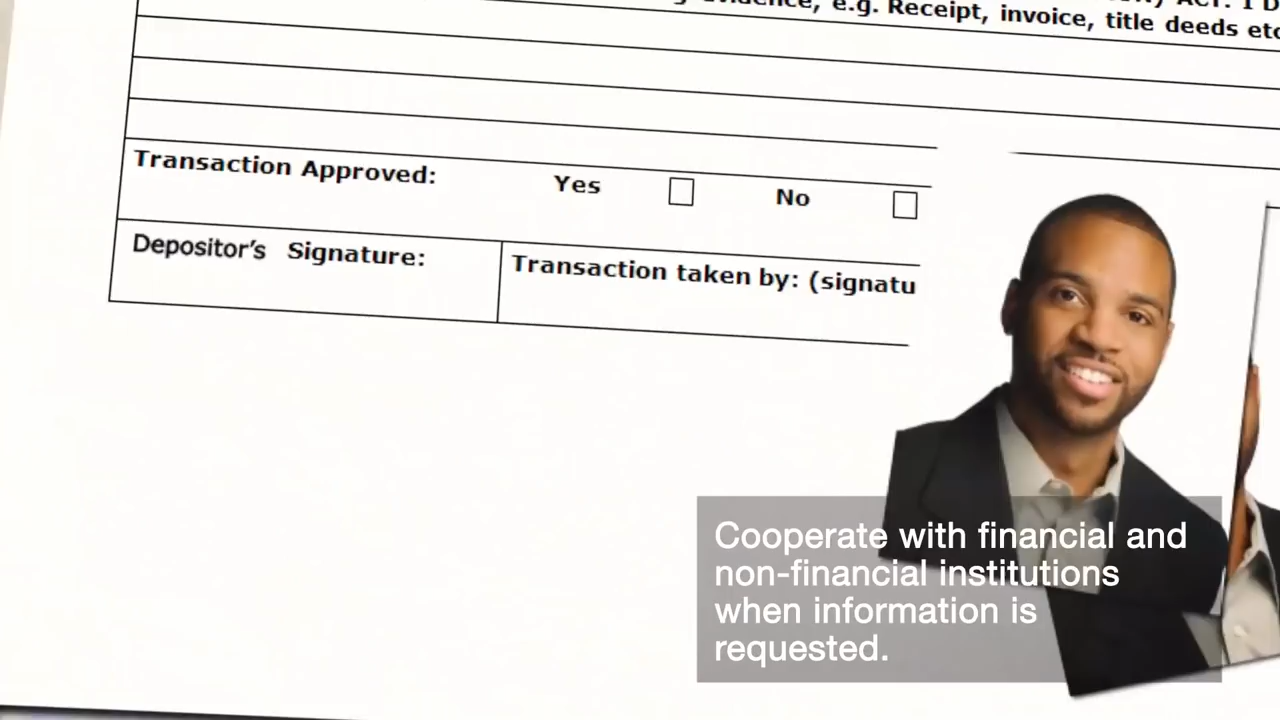 ACT. I D
evidence, e.g. Receipt, invoice, title deeds etc
Transaction Approved: Yes No
Depositor's Signature: Transaction taken by: (signatu
Cooperate with financial and
non-financial institutions
when information is
requested.